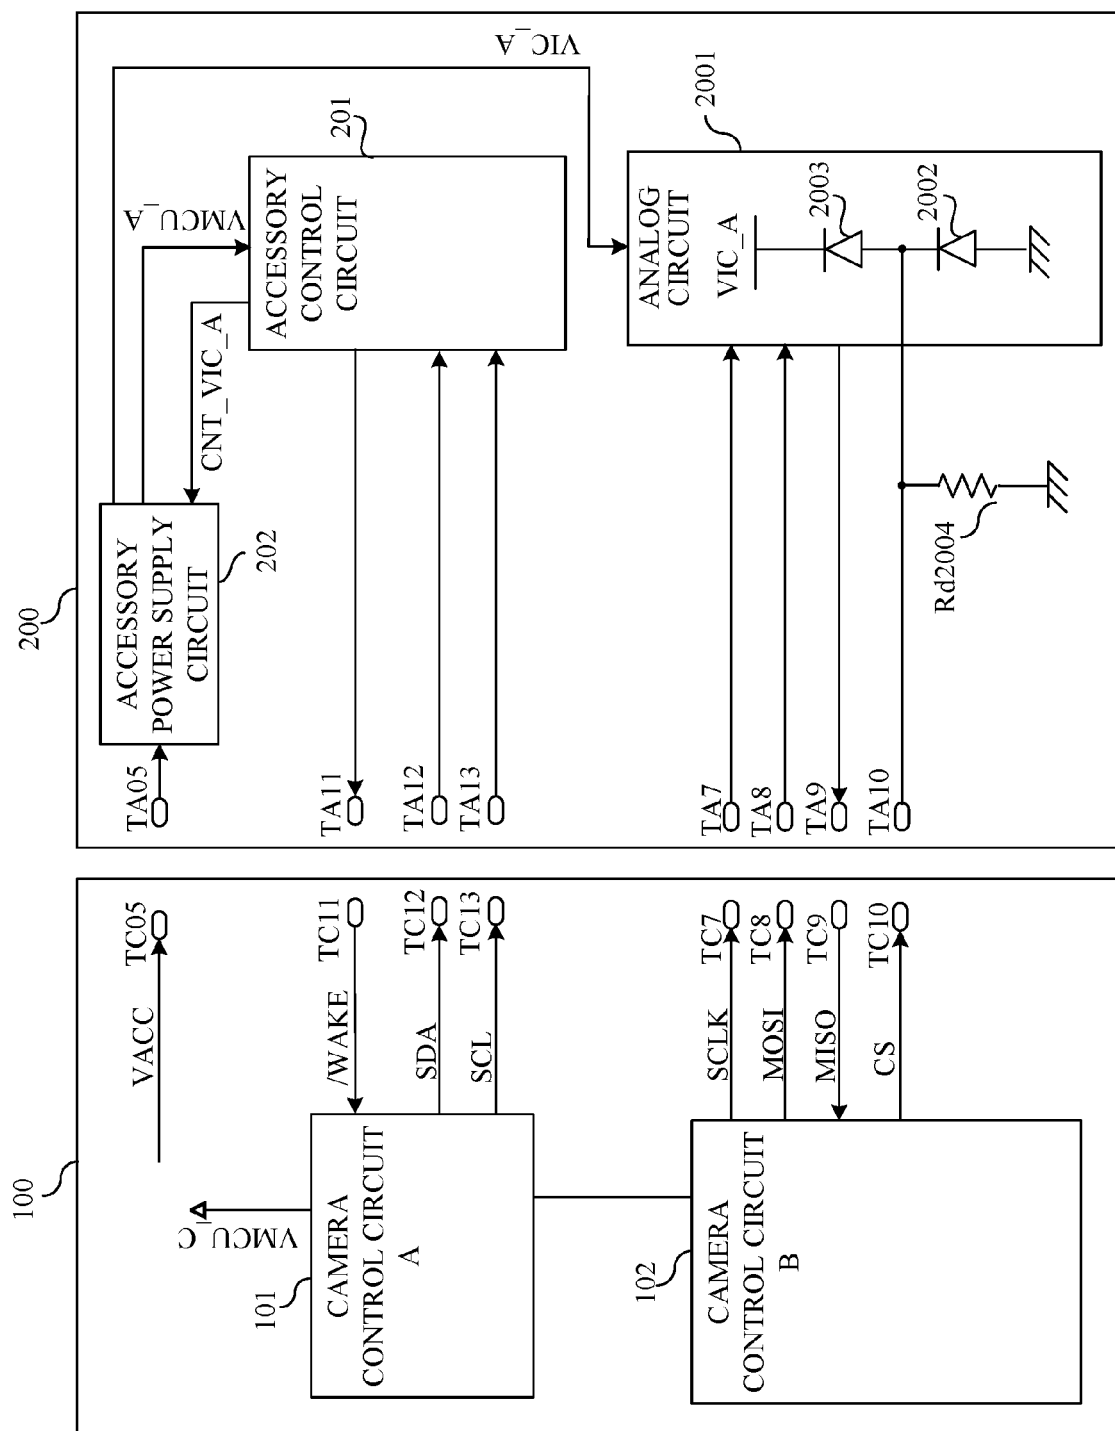 100
VACC
TC05
VMCU_C
101
CAMERA
CONTROL CIRCUIT
A
/WAKE
TC11
SDA
TC12
SCL
TC13
102
CAMERA
CONTROL CIRCUIT
B
SCLK
TC7
MOSI
TC8
MISO
TC9
CS
TC10
200
TA05
ACCESSORY
POWER SUPPLY
CIRCUIT
202
VIC_A
VMCU_A
CNT_VIC_A
201
ACCESSORY
CONTROL
CIRCUIT
TA11
TA12
TA13
2001
ANALOG
CIRCUIT
VIC_A
2003
2002
TA7
TA8
TA9
TA10
Rd2004